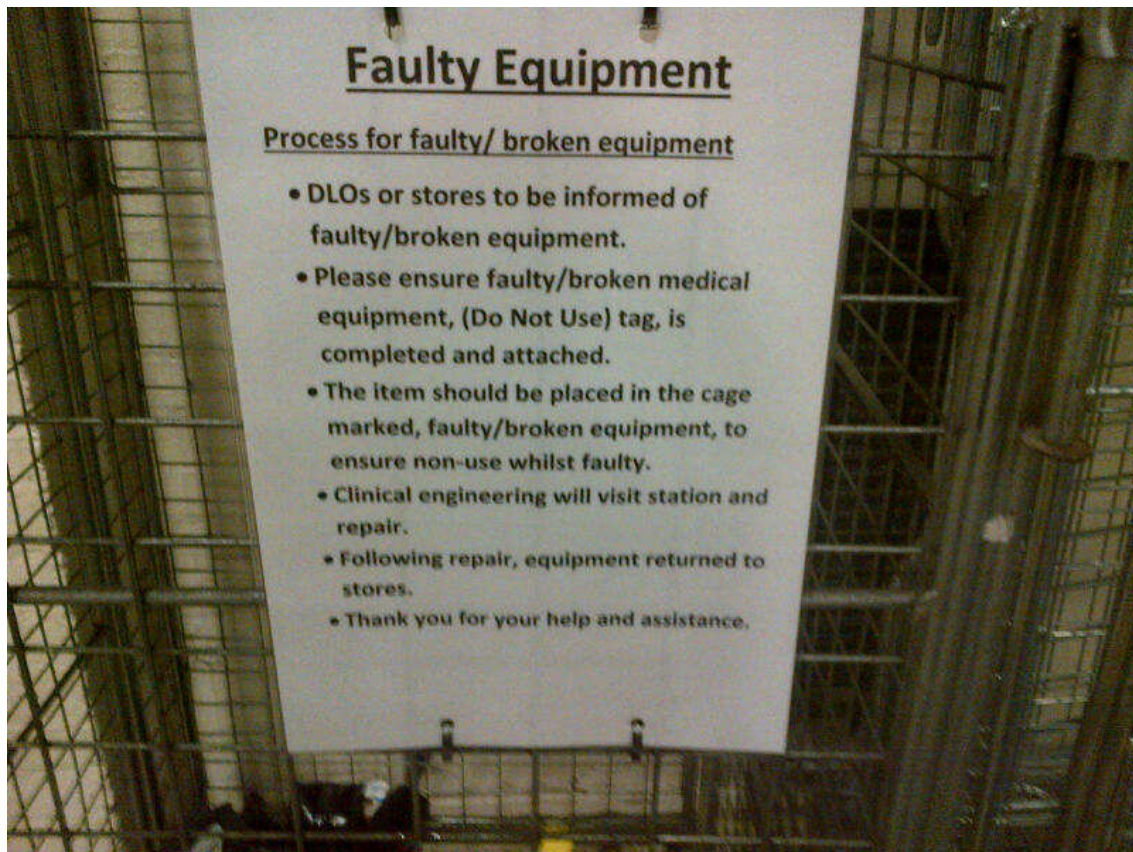 Faulty Equipment
Process for faulty/ broken equipment
• DLOs or stores to be informed of
faulty/broken equipment.
• Please ensure faulty/broken medical
equipment, (Do Not Use) tag, is
completed and attached.
• The item should be placed in the cage
marked, faulty/broken equipment, to
ensure non-use whilst faulty.
• Clinical engineering will visit station and
repair.
• Following repair, equipment returned to
stores.
• Thank you for your help and assistance.